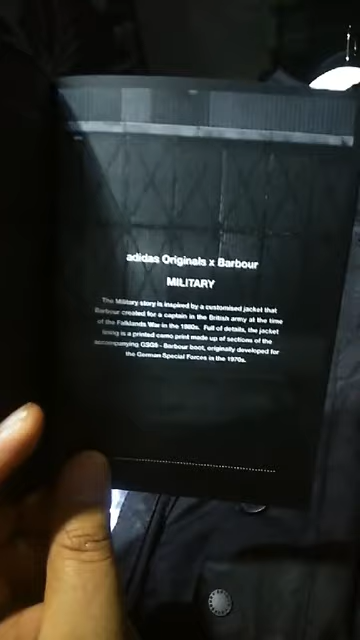 adidas Originals x Barbour
MILITARY
The Military story is inspired by a customised jacket that
Barbour created for a captain in the British army at the time
of the Falklands War in the 1980s. Full of details, the jacket
lining is a printed camo print made up of sections of the
accompanying GSG9 - Barbour boot, originally developed for
the German Special Forces in the 1970s.